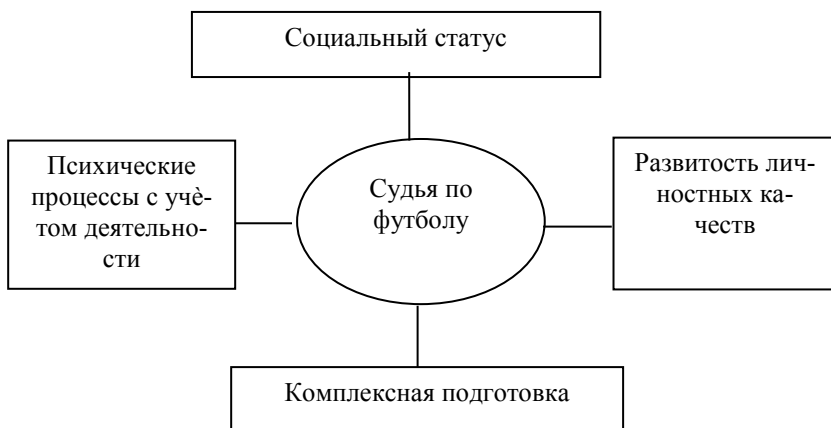 Социальный статус
Психические
процессы с учѐ-
том деятельно-
сти
Судья по
футболу
Развитость лич-
ностных ка-
честв
Комплексная подготовка